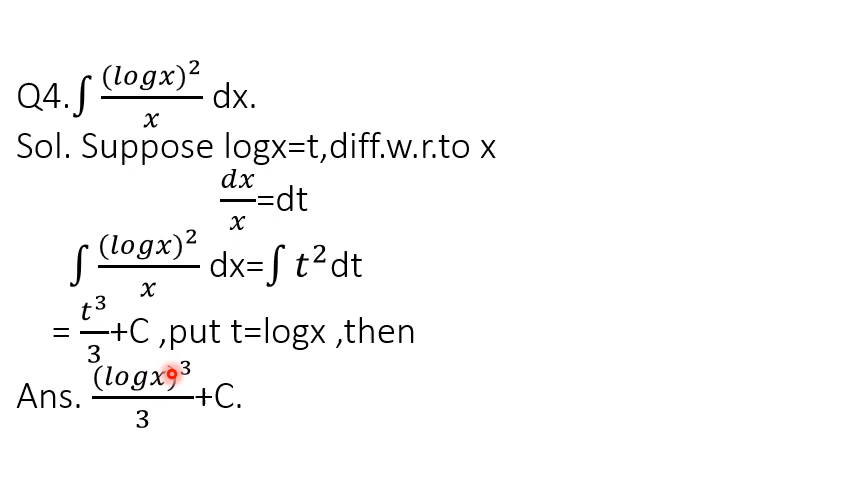 Q4.∫ (logx)²/x dx.
Sol. Suppose logx=t,diff.w.r.to x
dx/x=dt
∫ (logx)²/x dx=∫ t²dt
= t³/3+C ,put t=logx ,then
Ans. (logx)³/3+C.